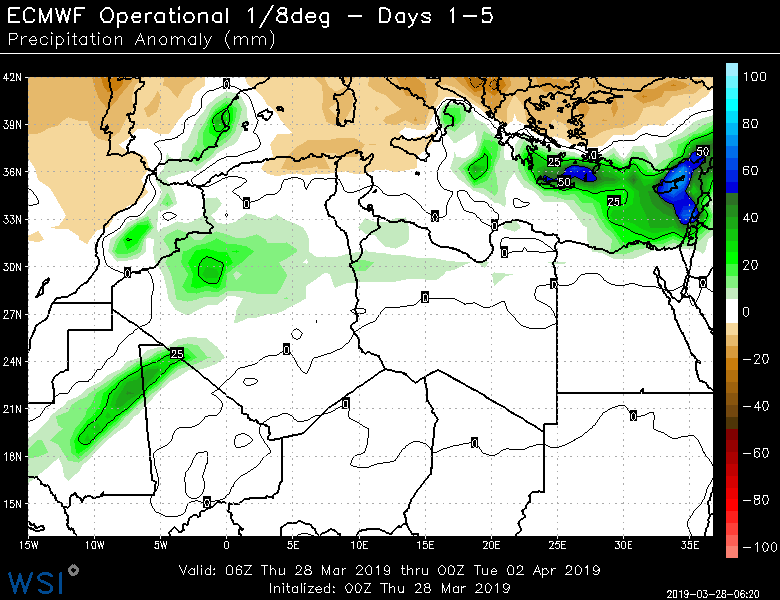 ECMWF Operational 1/8deg – Days 1–5
Precipitation Anomaly (mm)
42N
39N
36N
33N
30N
27N
24N
21N
18N
15N
15W 10W 5W 0 5E 10E 15E 20E 25E 30E 35E
0
0
50
25
50
25
0
0
0
0
0
0
0
0
0
25
0
0
0
0
0
100
80
60
40
20
0
−20
−40
−60
−80
−100
Valid: 06Z Thu 28 Mar 2019 thru 00Z Tue 02 Apr 2019
Initalized: 00Z Thu 28 Mar 2019
WSI
2019–03–28–06:20